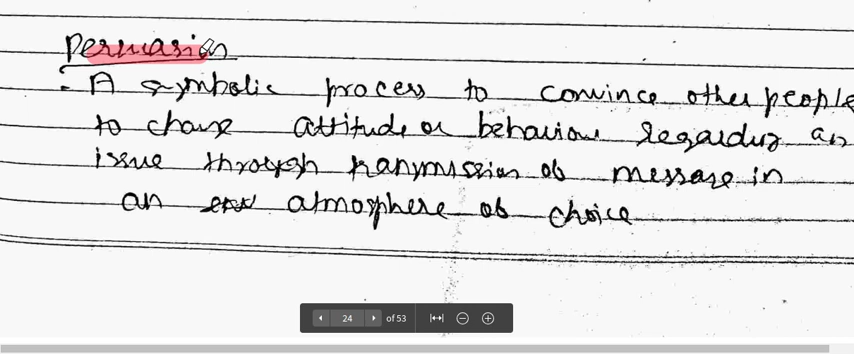 Persuasion
: A symbolic process to convince other people
to change attitude or behaviour regarding an
issue through transmission of message in
an atmosphere of choice
24 of 53